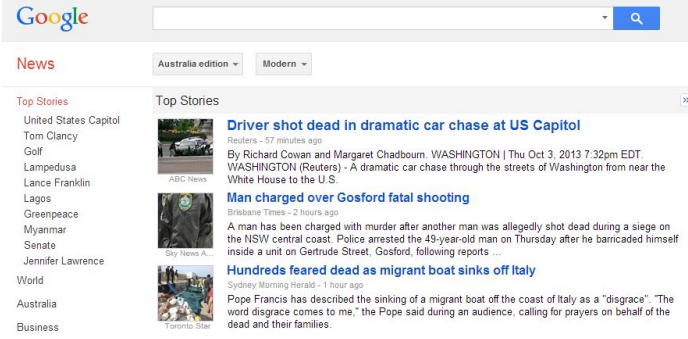 Google
News
Australia edition
Modern
Top Stories
United States Capitol
Tom Clancy
Golf
Lampedusa
Lance Franklin
Lagos
Greenpeace
Myanmar
Senate
Jennifer Lawrence
World
Australia
Business
Top Stories
Driver shot dead in dramatic car chase at US Capitol
Reuters - 57 minutes ago
By Richard Cowan and Margaret Chadbourn. WASHINGTON | Thu Oct 3, 2013 7:32pm EDT.
WASHINGTON (Reuters) - A dramatic car chase through the streets of Washington from near the
White House to the U.S.
ABC News
Man charged over Gosford fatal shooting
Brisbane Times - 2 hours ago
A man has been charged with murder after another man was allegedly shot dead during a siege on
the NSW central coast. Police arrested the 49-year-old man on Thursday after he barricaded himself
inside a unit on Gertrude Street, Gosford, following reports ...
Sky News A...
Hundreds feared dead as migrant boat sinks off Italy
Sydney Morning Herald - 1 hour ago
Pope Francis has described the sinking of a migrant boat off the coast of Italy as a "disgrace". "The
word disgrace comes to me," the Pope said during an audience, calling for prayers on behalf of the
dead and their families.
Toronto Star